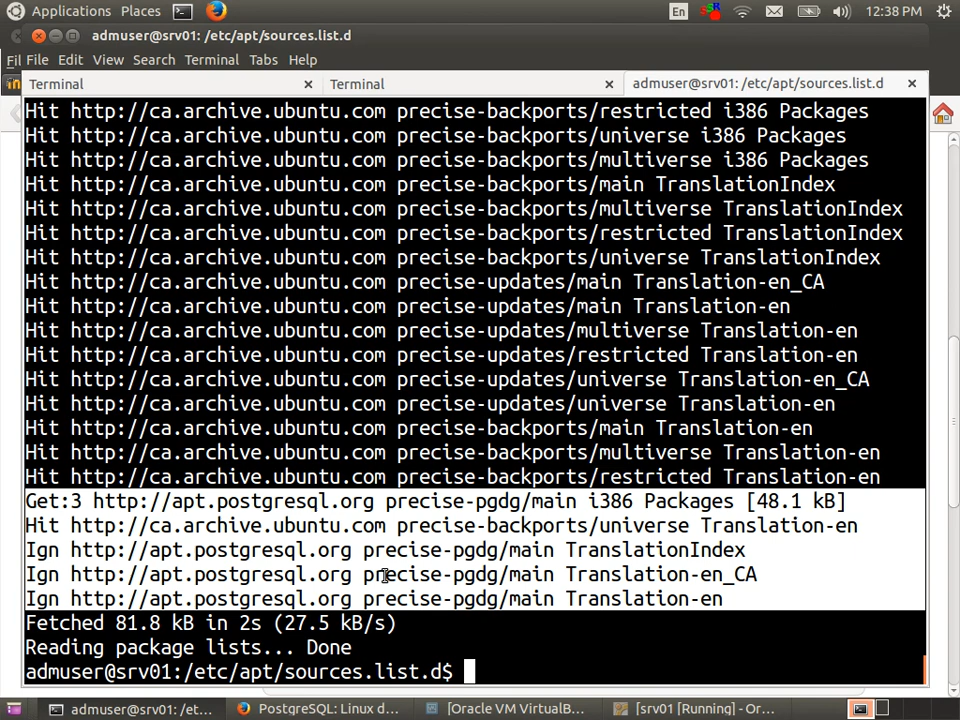 Applications Places En 12:38 PM
admuser@srv01: /etc/apt/sources.list.d
Fil File Edit View Search Terminal Tabs Help
Terminal Terminal admuser@srv01: /etc/apt/sources.list.d
Hit http://ca.archive.ubuntu.com precise-backports/restricted i386 Packages
Hit http://ca.archive.ubuntu.com precise-backports/universe i386 Packages
Hit http://ca.archive.ubuntu.com precise-backports/multiverse i386 Packages
Hit http://ca.archive.ubuntu.com precise-backports/main TranslationIndex
Hit http://ca.archive.ubuntu.com precise-backports/multiverse TranslationIndex
Hit http://ca.archive.ubuntu.com precise-backports/restricted TranslationIndex
Hit http://ca.archive.ubuntu.com precise-backports/universe TranslationIndex
Hit http://ca.archive.ubuntu.com precise-updates/main Translation-en_CA
Hit http://ca.archive.ubuntu.com precise-updates/main Translation-en
Hit http://ca.archive.ubuntu.com precise-updates/multiverse Translation-en
Hit http://ca.archive.ubuntu.com precise-updates/restricted Translation-en
Hit http://ca.archive.ubuntu.com precise-updates/universe Translation-en_CA
Hit http://ca.archive.ubuntu.com precise-updates/universe Translation-en
Hit http://ca.archive.ubuntu.com precise-backports/main Translation-en
Hit http://ca.archive.ubuntu.com precise-backports/multiverse Translation-en
Hit http://ca.archive.ubuntu.com precise-backports/restricted Translation-en
Get:3 http://apt.postgresql.org precise-pgdg/main i386 Packages [48.1 kB]
Hit http://ca.archive.ubuntu.com precise-backports/universe Translation-en
Ign http://apt.postgresql.org precise-pgdg/main TranslationIndex
Ign http://apt.postgresql.org precise-pgdg/main Translation-en_CA
Ign http://apt.postgresql.org precise-pgdg/main Translation-en
Fetched 81.8 kB in 2s (27.5 kB/s)
Reading package lists... Done
admuser@srv01:/etc/apt/sources.list.d$
admuser@srv01: /et... PostgreSQL: Linux d... [Oracle VM VirtualB... [srv01 [Running] - Or...